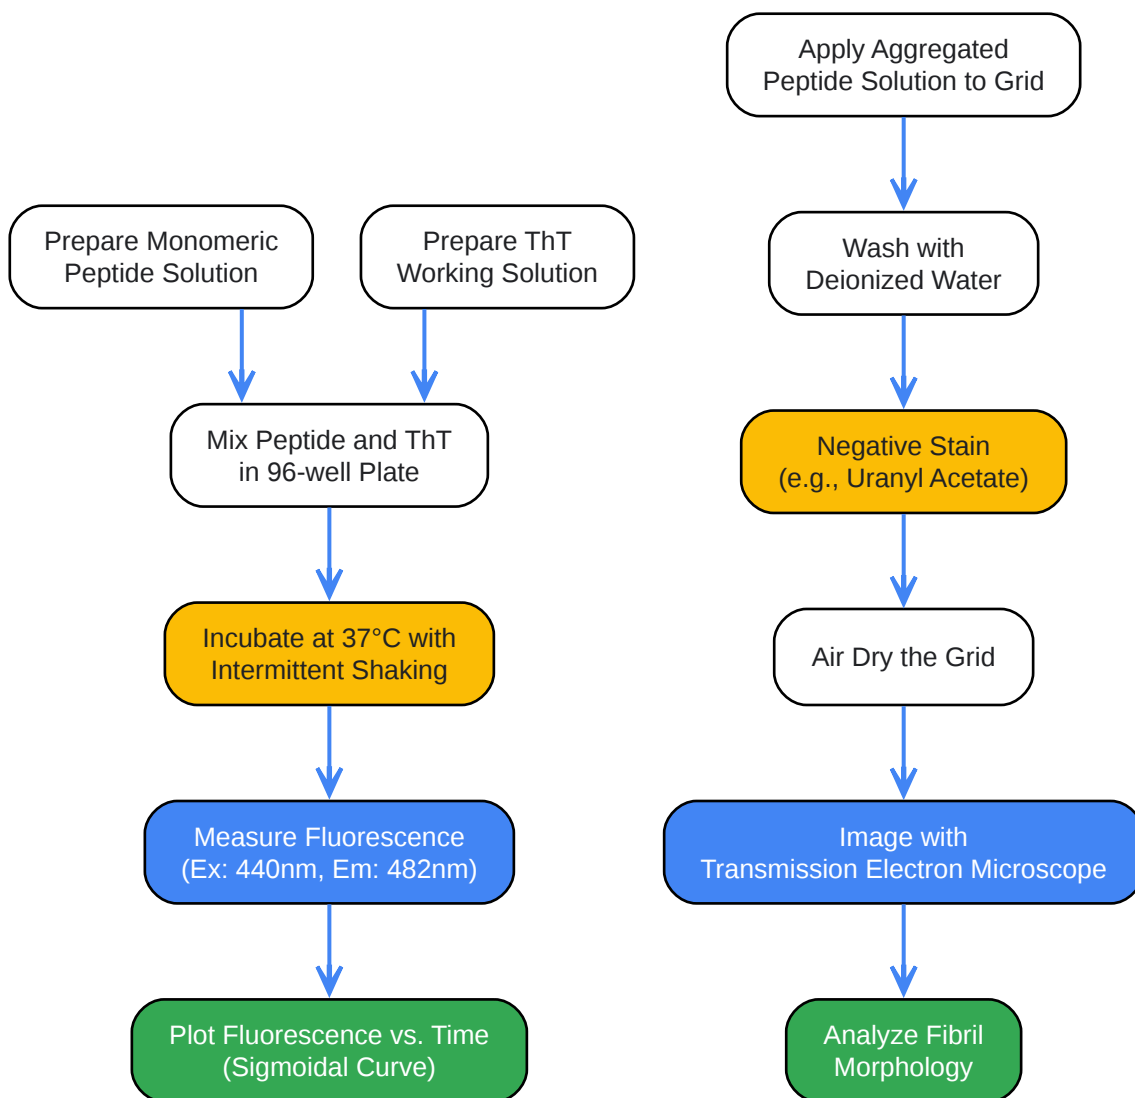 Prepare Monomeric
Peptide Solution
Prepare ThT
Working Solution
Mix Peptide and ThT
in 96-well Plate
Incubate at 37°C with
Intermittent Shaking
Measure Fluorescence
(Ex: 440nm, Em: 482nm)
Plot Fluorescence vs. Time
(Sigmoidal Curve)
Apply Aggregated
Peptide Solution to Grid
Wash with
Deionized Water
Negative Stain
(e.g., Uranyl Acetate)
Air Dry the Grid
Image with
Transmission Electron Microscope
Analyze Fibril
Morphology